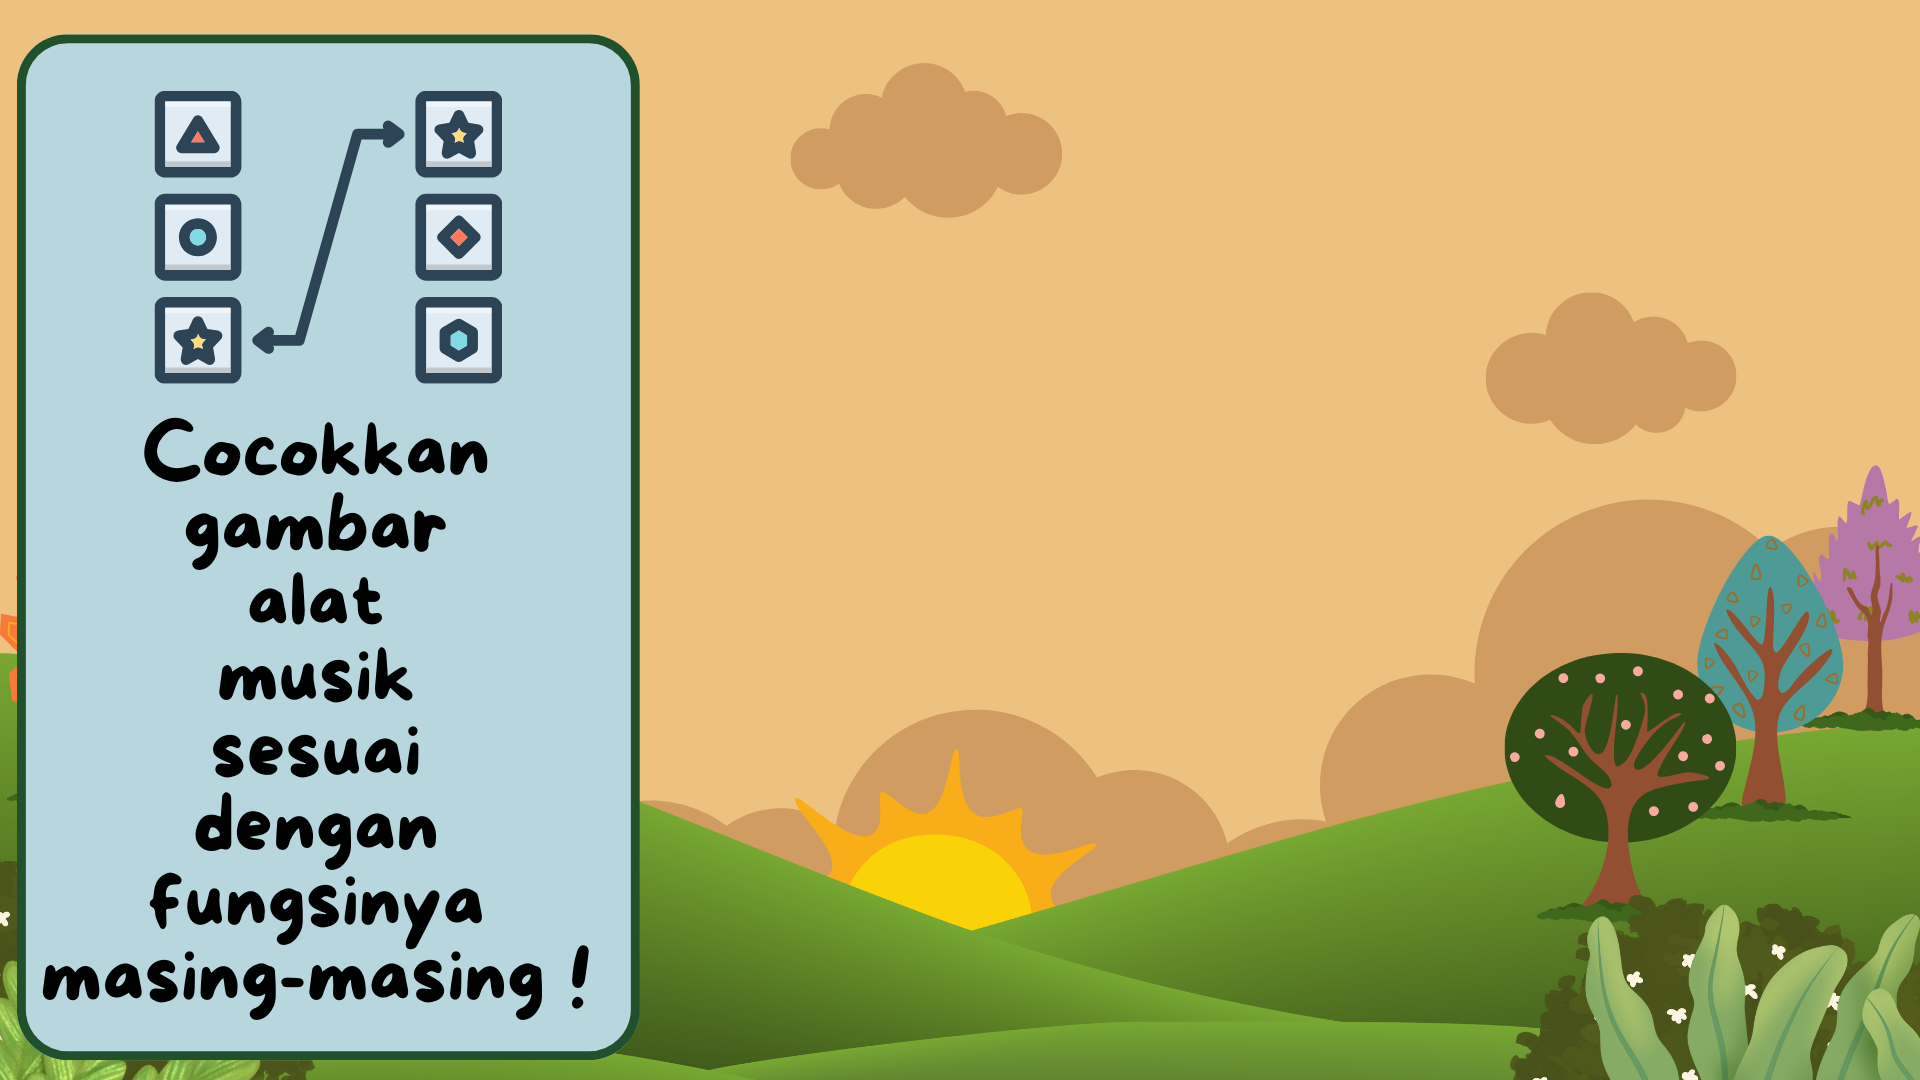 Cocokkan
gambar
alat
musik
sesuai
dengan
fungsinya
masing-masing !